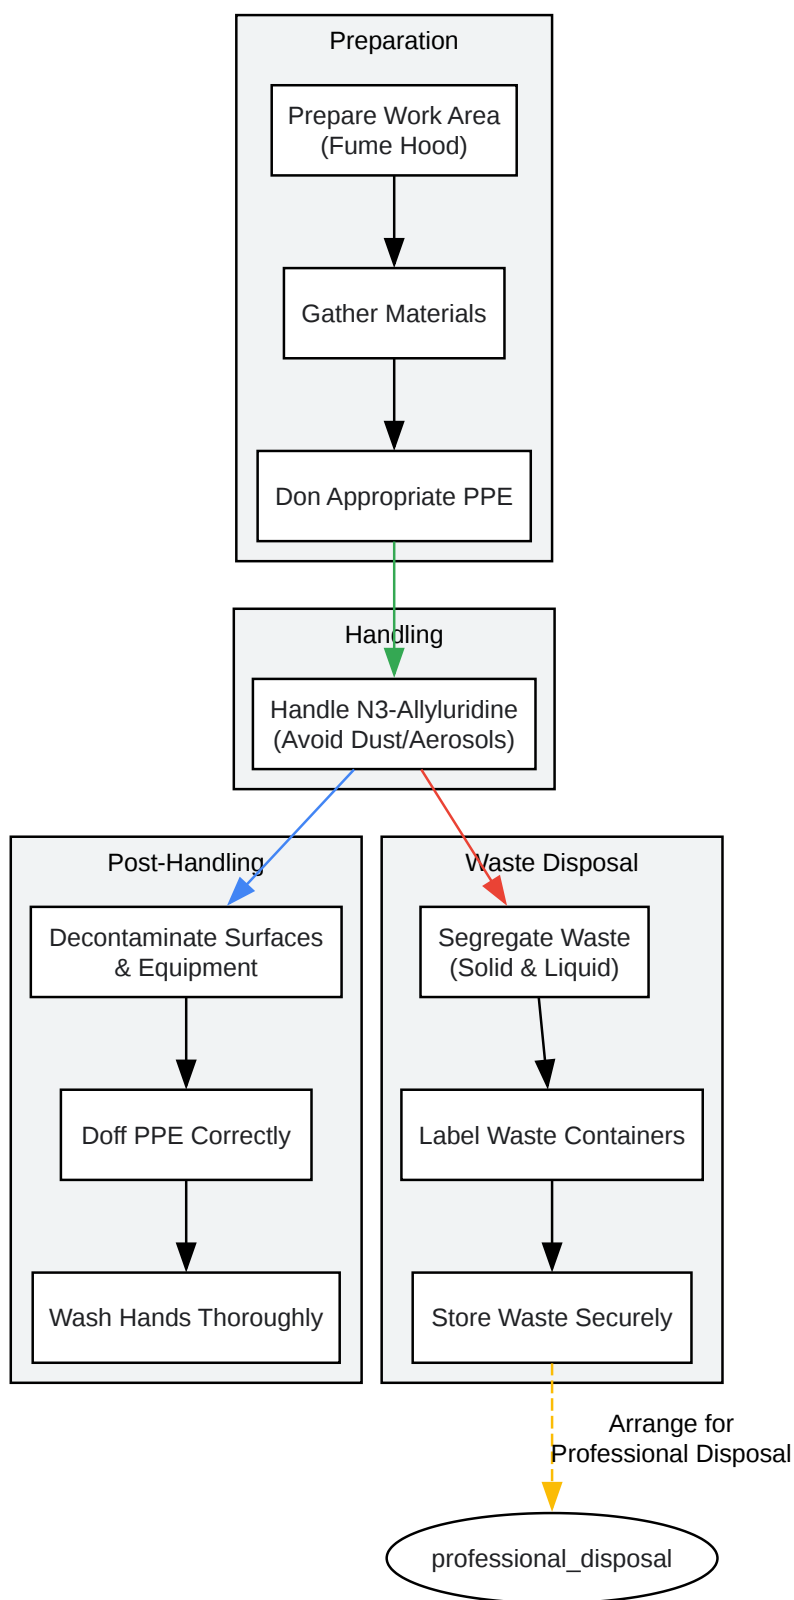 Preparation
Prepare Work Area
(Fume Hood)
Gather Materials
Don Appropriate PPE
Handling
Handle N3-Allyluridine
(Avoid Dust/Aerosols)
Post-Handling
Decontaminate Surfaces
& Equipment
Doff PPE Correctly
Wash Hands Thoroughly
Waste Disposal
Segregate Waste
(Solid & Liquid)
Label Waste Containers
Store Waste Securely
Arrange for
Professional Disposal
professional_disposal